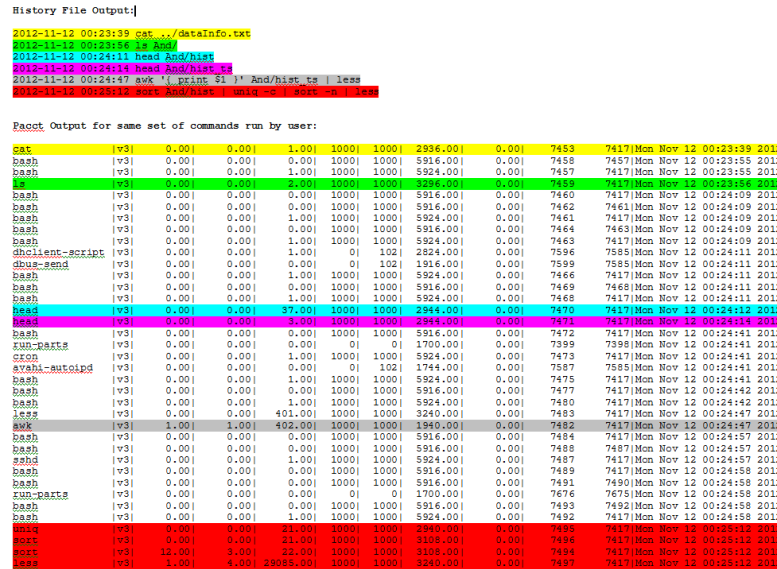 History File Output:
2012-11-12 00:23:39 cat ../dataInfo.txt
2012-11-12 00:23:56 ls And/
2012-11-12 00:24:11 head And/hist
2012-11-12 00:24:14 head And/hist_ts
2012-11-12 00:24:47 awk '{ print $1 }' And/hist_ts | less
2012-11-12 00:25:12 sort And/hist | uniq -c | sort -n | less
Pacct Output for same set of commands run by user:
cat |v3| 0.00| 0.00| 1.00| 1000| 1000| 2936.00| 0.00| 7453 7417|Mon Nov 12 00:23:39 201
bash |v3| 0.00| 0.00| 0.00| 1000| 1000| 5916.00| 0.00| 7458 7457|Mon Nov 12 00:23:55 201
bash |v3| 0.00| 0.00| 1.00| 1000| 1000| 5924.00| 0.00| 7457 7417|Mon Nov 12 00:23:55 201
ls |v3| 0.00| 0.00| 2.00| 1000| 1000| 3296.00| 0.00| 7459 7417|Mon Nov 12 00:23:56 201
bash |v3| 0.00| 0.00| 0.00| 1000| 1000| 5916.00| 0.00| 7460 7417|Mon Nov 12 00:24:09 201
bash |v3| 0.00| 0.00| 0.00| 1000| 1000| 5916.00| 0.00| 7462 7461|Mon Nov 12 00:24:09 201
bash |v3| 0.00| 0.00| 1.00| 1000| 1000| 5924.00| 0.00| 7461 7417|Mon Nov 12 00:24:09 201
bash |v3| 0.00| 0.00| 0.00| 1000| 1000| 5916.00| 0.00| 7464 7463|Mon Nov 12 00:24:09 201
bash |v3| 0.00| 0.00| 1.00| 1000| 1000| 5924.00| 0.00| 7463 7417|Mon Nov 12 00:24:09 201
dhclient-script |v3| 0.00| 0.00| 1.00| 0| 102| 2824.00| 0.00| 7596 7585|Mon Nov 12 00:24:11 201
dbus-send |v3| 0.00| 0.00| 0.00| 0| 102| 1916.00| 0.00| 7599 7585|Mon Nov 12 00:24:11 201
bash |v3| 0.00| 0.00| 1.00| 1000| 1000| 5924.00| 0.00| 7466 7417|Mon Nov 12 00:24:11 201
bash |v3| 0.00| 0.00| 0.00| 1000| 1000| 5916.00| 0.00| 7469 7468|Mon Nov 12 00:24:11 201
bash |v3| 0.00| 0.00| 1.00| 1000| 1000| 5924.00| 0.00| 7468 7417|Mon Nov 12 00:24:11 201
head |v3| 0.00| 0.00| 37.00| 1000| 1000| 2944.00| 0.00| 7470 7417|Mon Nov 12 00:24:12 201
head |v3| 0.00| 0.00| 3.00| 1000| 1000| 2944.00| 0.00| 7471 7417|Mon Nov 12 00:24:14 201
bash |v3| 0.00| 0.00| 0.00| 1000| 1000| 5916.00| 0.00| 7472 7417|Mon Nov 12 00:24:41 201
run-parts |v3| 0.00| 0.00| 0.00| 0| 0| 1700.00| 0.00| 7399 7398|Mon Nov 12 00:24:41 201
cron |v3| 0.00| 0.00| 1.00| 1000| 1000| 5924.00| 0.00| 7473 7417|Mon Nov 12 00:24:41 201
avahi-autoipd |v3| 0.00| 0.00| 0.00| 0| 102| 1744.00| 0.00| 7587 7585|Mon Nov 12 00:24:41 201
bash |v3| 0.00| 0.00| 1.00| 1000| 1000| 5924.00| 0.00| 7475 7417|Mon Nov 12 00:24:41 201
bash |v3| 0.00| 0.00| 0.00| 1000| 1000| 5916.00| 0.00| 7477 7417|Mon Nov 12 00:24:42 201
bash |v3| 0.00| 0.00| 1.00| 1000| 1000| 5924.00| 0.00| 7480 7417|Mon Nov 12 00:24:42 201
less |v3| 0.00| 0.00| 401.00| 1000| 1000| 3240.00| 0.00| 7483 7417|Mon Nov 12 00:24:47 201
awk |v3| 1.00| 1.00| 402.00| 1000| 1000| 1940.00| 0.00| 7482 7417|Mon Nov 12 00:24:47 201
bash |v3| 0.00| 0.00| 0.00| 1000| 1000| 5916.00| 0.00| 7484 7417|Mon Nov 12 00:24:57 201
bash |v3| 0.00| 0.00| 0.00| 1000| 1000| 5916.00| 0.00| 7488 7487|Mon Nov 12 00:24:57 201
sshd |v3| 0.00| 0.00| 1.00| 1000| 1000| 5924.00| 0.00| 7487 7417|Mon Nov 12 00:24:57 201
bash |v3| 0.00| 0.00| 0.00| 1000| 1000| 5916.00| 0.00| 7489 7417|Mon Nov 12 00:24:58 201
bash |v3| 0.00| 0.00| 0.00| 1000| 1000| 5916.00| 0.00| 7491 7490|Mon Nov 12 00:24:58 201
run-parts |v3| 0.00| 0.00| 0.00| 0| 0| 1700.00| 0.00| 7676 7675|Mon Nov 12 00:24:58 201
bash |v3| 0.00| 0.00| 0.00| 1000| 1000| 5916.00| 0.00| 7493 7492|Mon Nov 12 00:24:58 201
bash |v3| 0.00| 0.00| 1.00| 1000| 1000| 5924.00| 0.00| 7492 7417|Mon Nov 12 00:24:58 201
uniq |v3| 0.00| 0.00| 21.00| 1000| 1000| 2940.00| 0.00| 7495 7417|Mon Nov 12 00:25:12 201
sort |v3| 0.00| 0.00| 21.00| 1000| 1000| 3108.00| 0.00| 7496 7417|Mon Nov 12 00:25:12 201
sort |v3| 12.00| 3.00| 22.00| 1000| 1000| 3108.00| 0.00| 7494 7417|Mon Nov 12 00:25:12 201
less |v3| 1.00| 4.00| 29085.00| 1000| 1000| 3240.00| 0.00| 7497 7417|Mon Nov 12 00:25:12 201